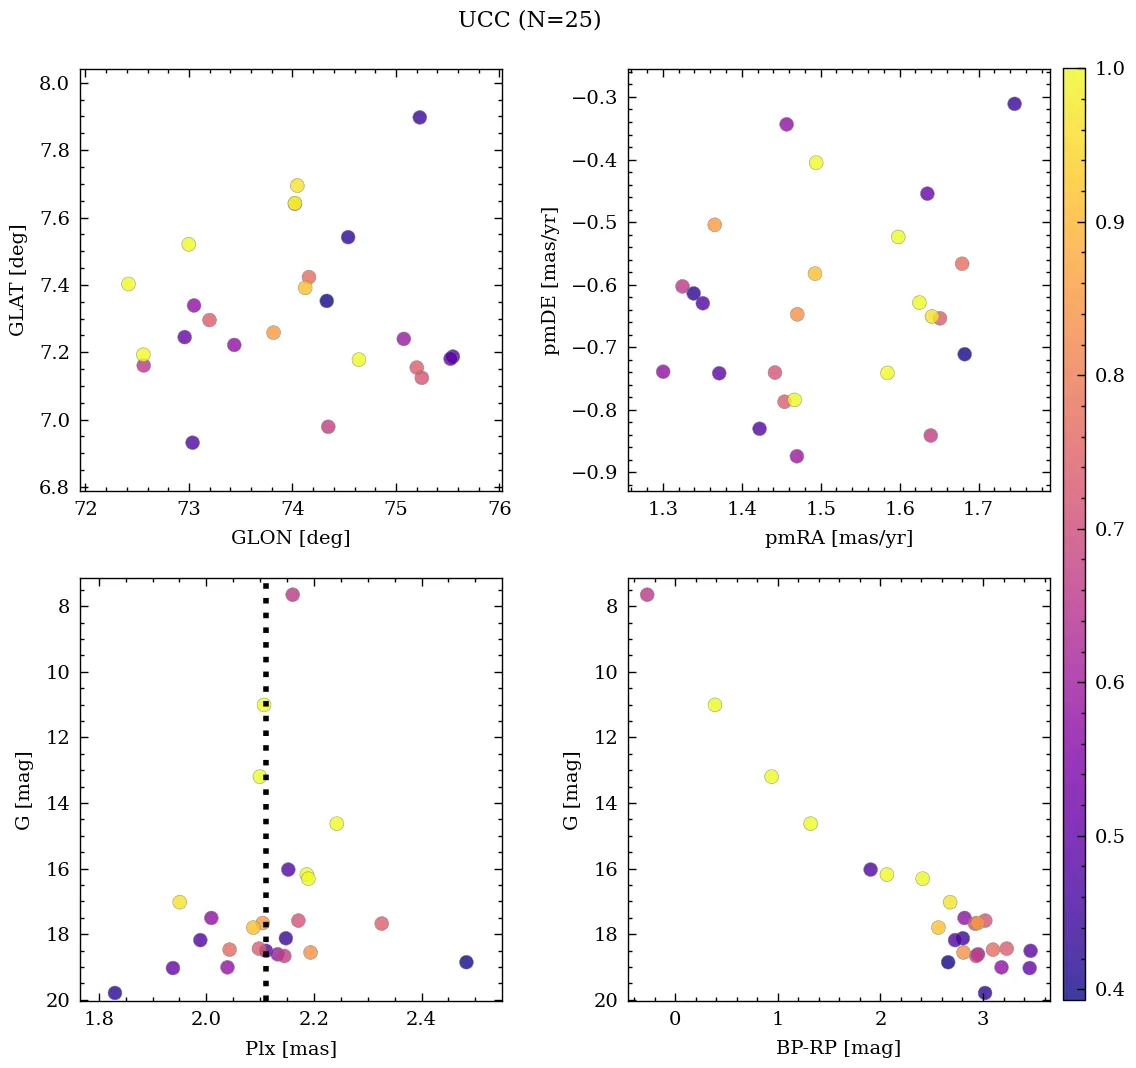 UCC (N=25)
8.0
7.8
7.6
7.4
7.2
7.0
6.8
GLAT [deg]
72 73 74 75 76
GLON [deg]
−0.3
−0.4
−0.5
−0.6
−0.7
−0.8
−0.9
pmDE [mas/yr]
1.3 1.4 1.5 1.6 1.7
pmRA [mas/yr]
1.0
0.9
0.8
0.7
0.6
0.5
0.4
8
10
12
14
16
18
20
G [mag]
1.8 2.0 2.2 2.4
Plx [mas]
8
10
12
14
16
18
20
G [mag]
0 1 2 3
BP-RP [mag]